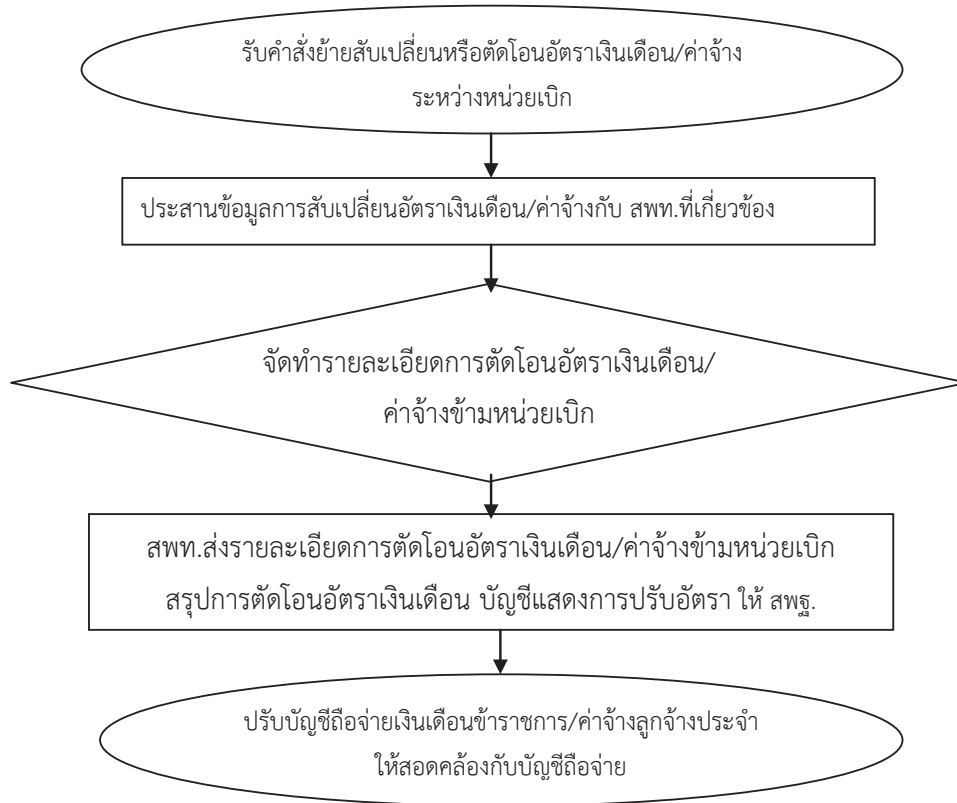 รับคำสั่งย้ายสับเปลี่ยนหรือตัดโอนอัตราเงินเดือน/ค่าจ้าง
ระหว่างหน่วยเบิก
ประสานข้อมูลการสับเปลี่ยนอัตราเงินเดือน/ค่าจ้างกับ สพท.ที่เกี่ยวข้อง
จัดทำรายละเอียดการตัดโอนอัตราเงินเดือน/
ค่าจ้างข้ามหน่วยเบิก
สพท.ส่งรายละเอียดการตัดโอนอัตราเงินเดือน/ค่าจ้างข้ามหน่วยเบิก
สรุปการตัดโอนอัตราเงินเดือน บัญชีแสดงการปรับอัตรา ให้ สพฐ.
ปรับบัญชีถือจ่ายเงินเดือนข้าราชการ/ค่าจ้างลูกจ้างประจำ
ให้สอดคล้องกับบัญชีถือจ่าย